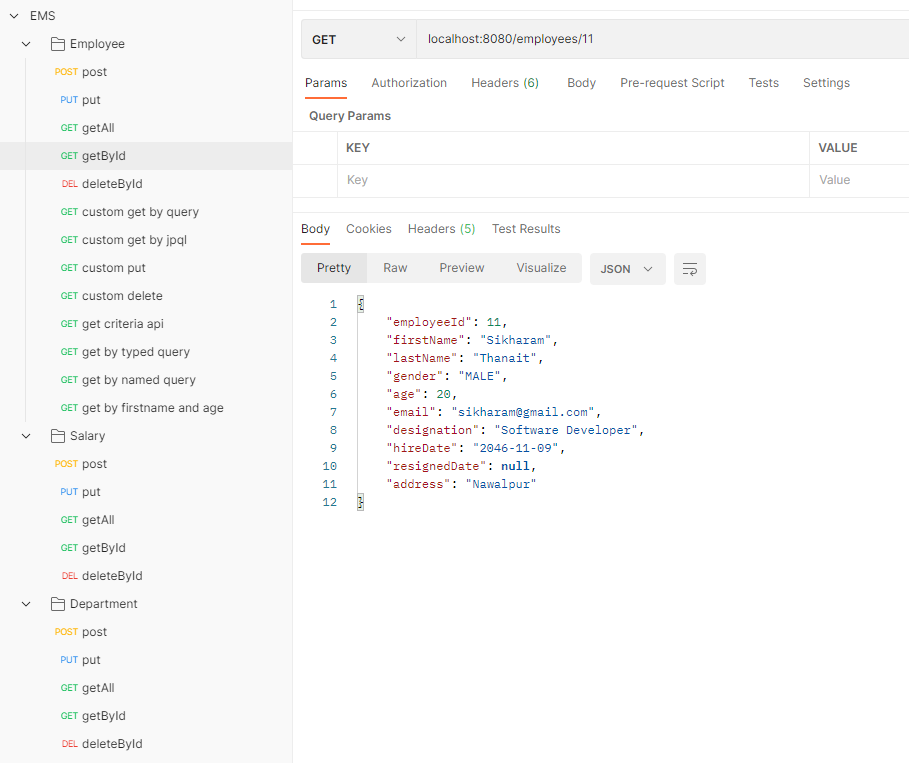 EMS
Employee
POST post
PUT put
GET getAll
GET getById
DEL deleteById
GET custom get by query
GET custom get by jpql
GET custom put
GET custom delete
GET get criteria api
GET get by typed query
GET get by named query
GET get by firstname and age
Salary
POST post
PUT put
GET getAll
GET getById
DEL deleteById
Department
POST post
PUT put
GET getAll
GET getById
DEL deleteById
GET localhost:8080/employees/11
Params Authorization Headers (6) Body Pre-request Script Tests Settings
Query Params
KEY VALUE
Key Value
Body Cookies Headers (5) Test Results
Pretty Raw Preview Visualize JSON
1 {
2 "employeeId": 11,
3 "firstName": "Sikharam",
4 "lastName": "Thanait",
5 "gender": "MALE",
6 "age": 20,
7 "email": "sikharam@gmail.com",
8 "designation": "Software Developer",
9 "hireDate": "2046-11-09",
10 "resignedDate": null,
11 "address": "Nawalpur"
12 }